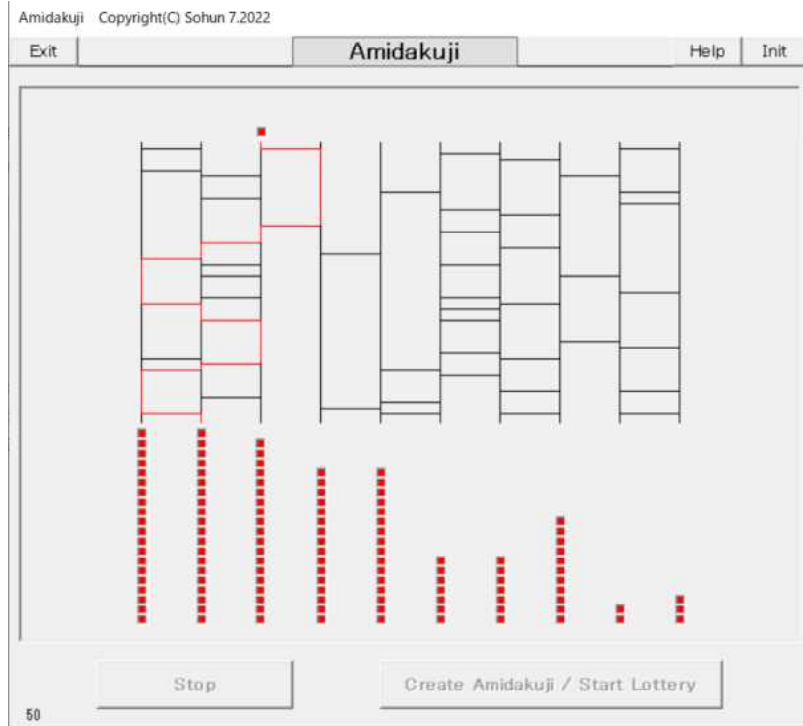 Amidakuji Copyright(C) Sohun 7.2022
Exit Amidakuji Help Init
Stop Create Amidakuji / Start Lottery
50